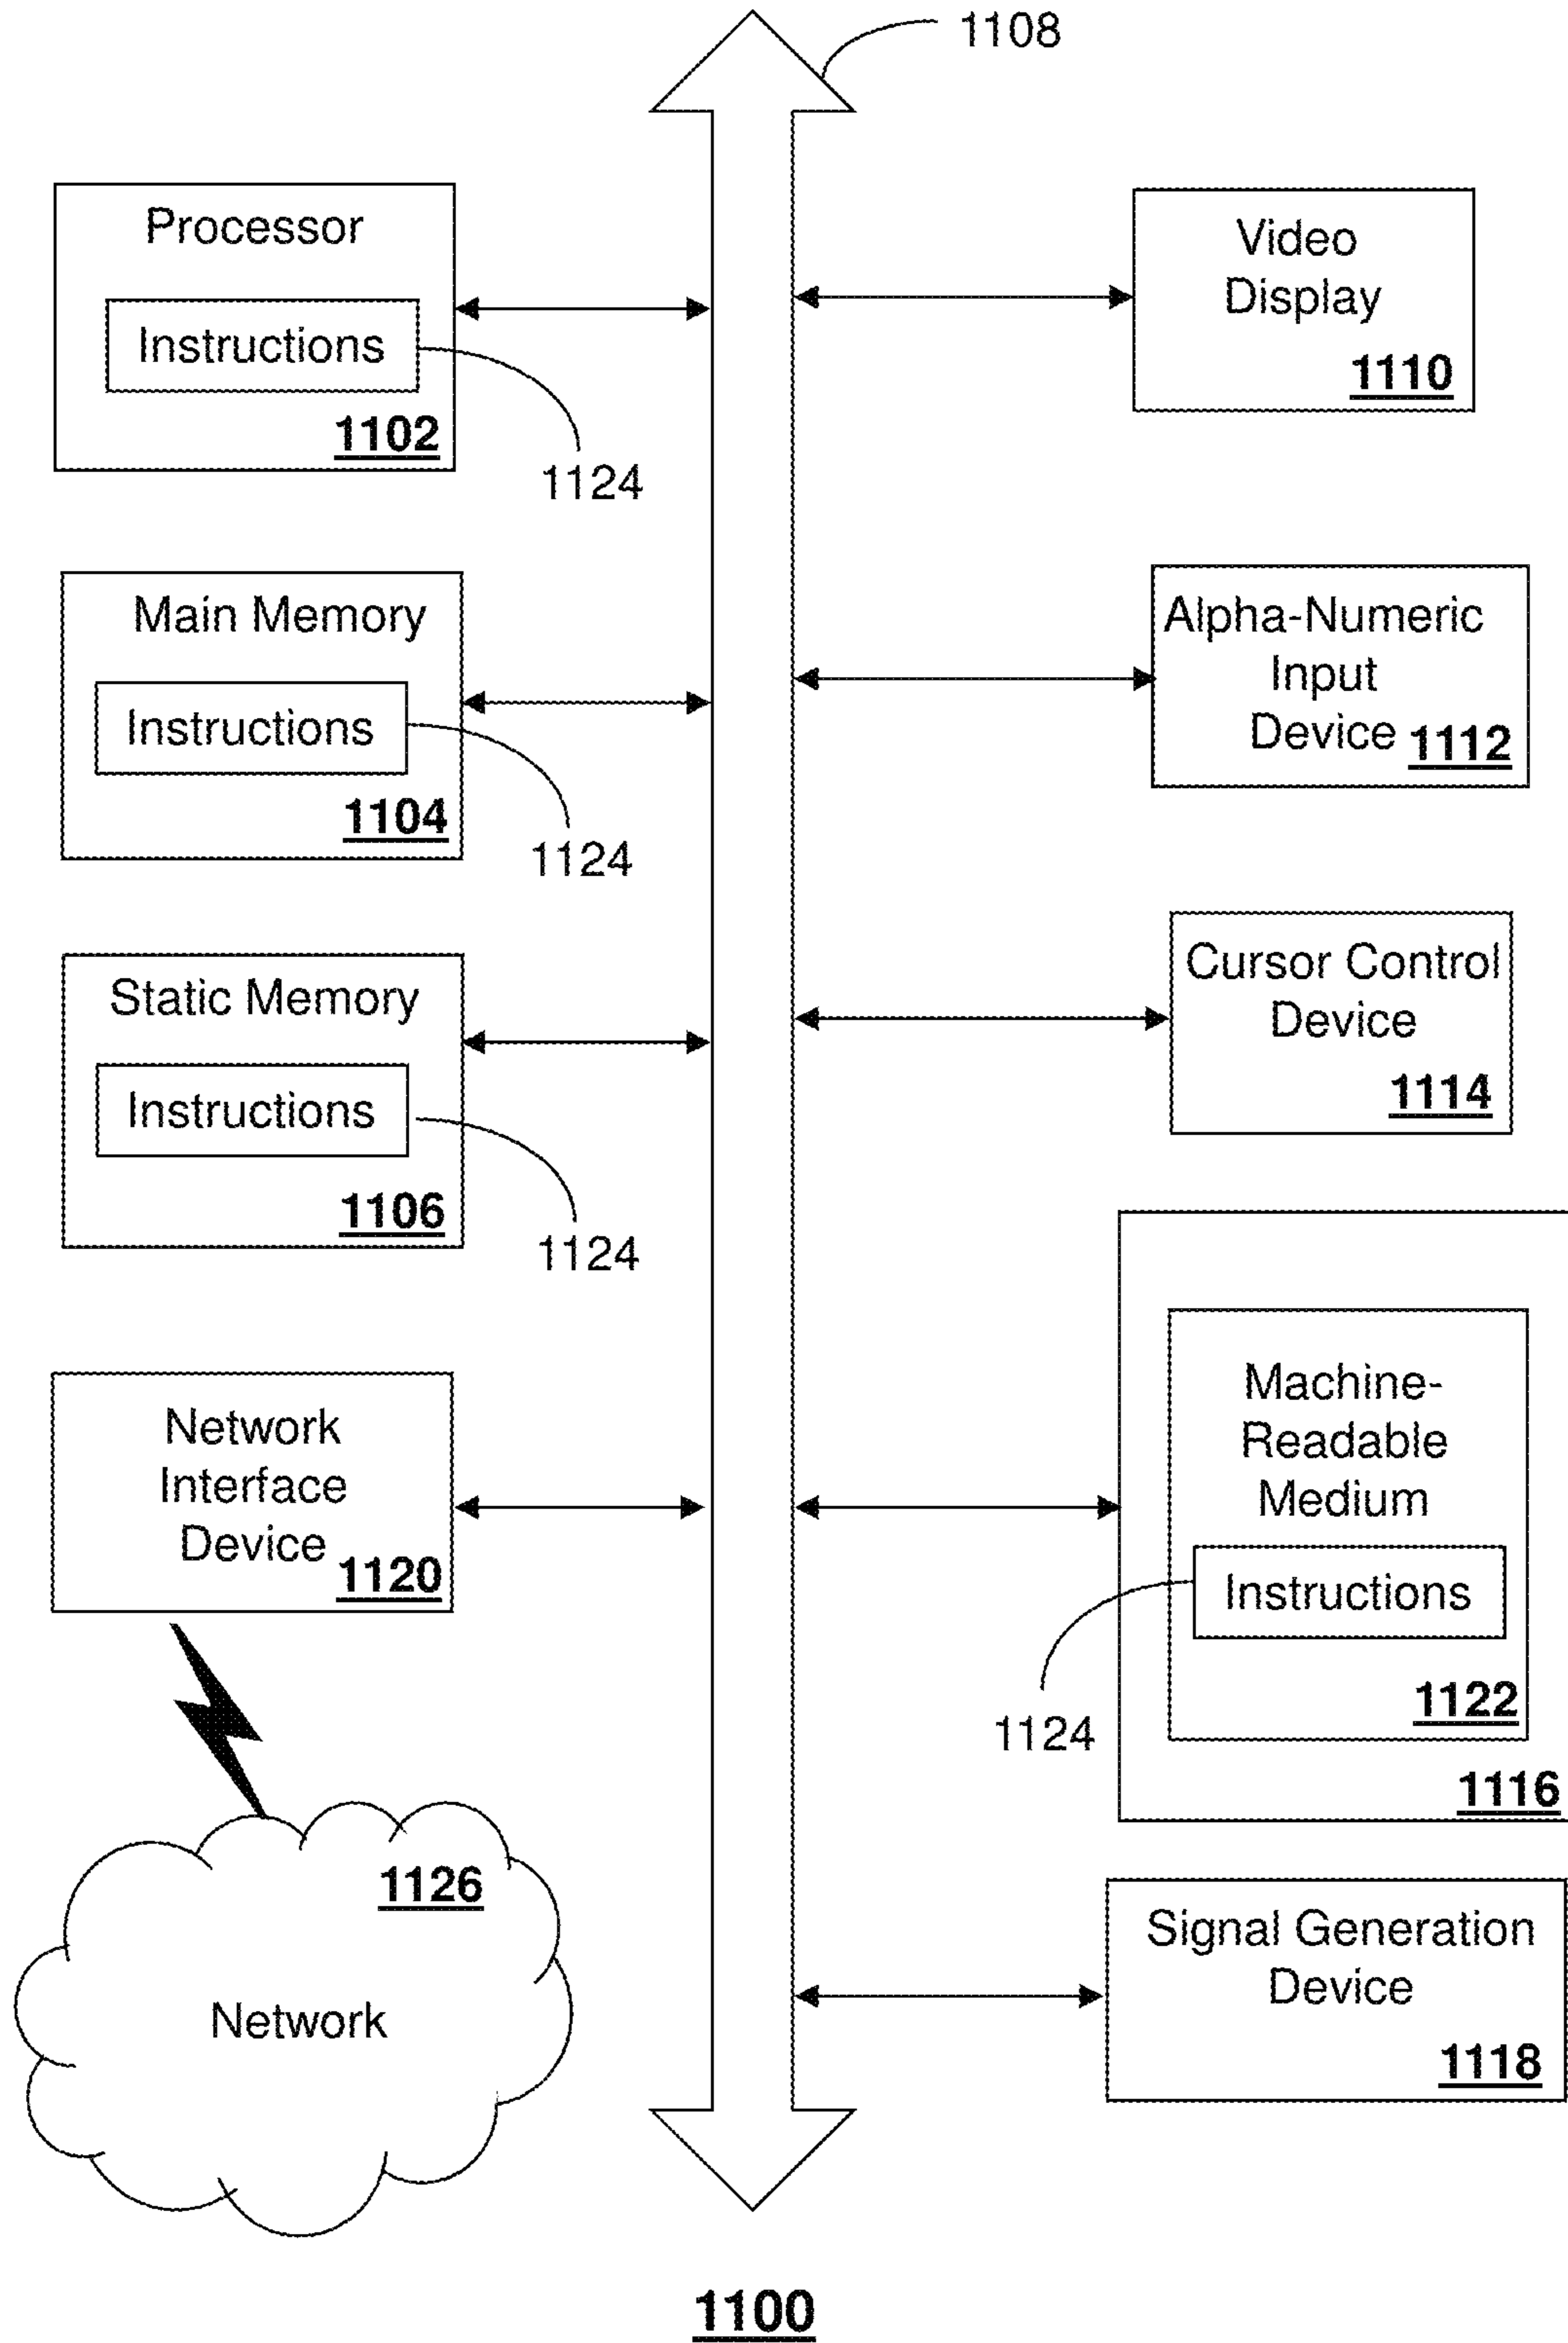 1108
Processor
Instructions
1102
1124
Main Memory
Instructions
1104
1124
Static Memory
Instructions
1106
1124
Network
Interface
Device 1120
1126
Network
Video
Display
1110
Alpha-Numeric
Input
Device 1112
Cursor Control
Device
1114
Machine-
Readable
Medium
Instructions
1124
1122
1116
Signal Generation
Device
1118
1100